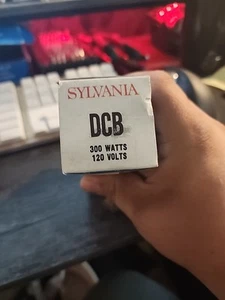 SYLVANIA
DCB
300 WATTS
120 VOLTS